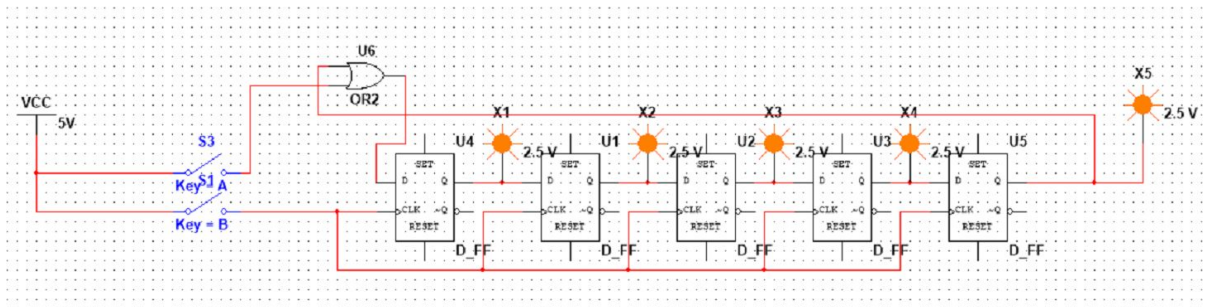 U6
OR2
VCC
5V
S3
Key = A
S1
Key = B
X1
2.5 V
X2
2.5 V
X3
2.5 V
X4
2.5 V
X5
2.5 V
U4
SET
D Q
CLK ~Q
RESET
D_FF
U1
SET
D Q
CLK ~Q
RESET
D_FF
U2
SET
D Q
CLK ~Q
RESET
D_FF
U3
SET
D Q
CLK ~Q
RESET
D_FF
U5
SET
D Q
CLK ~Q
RESET
D_FF